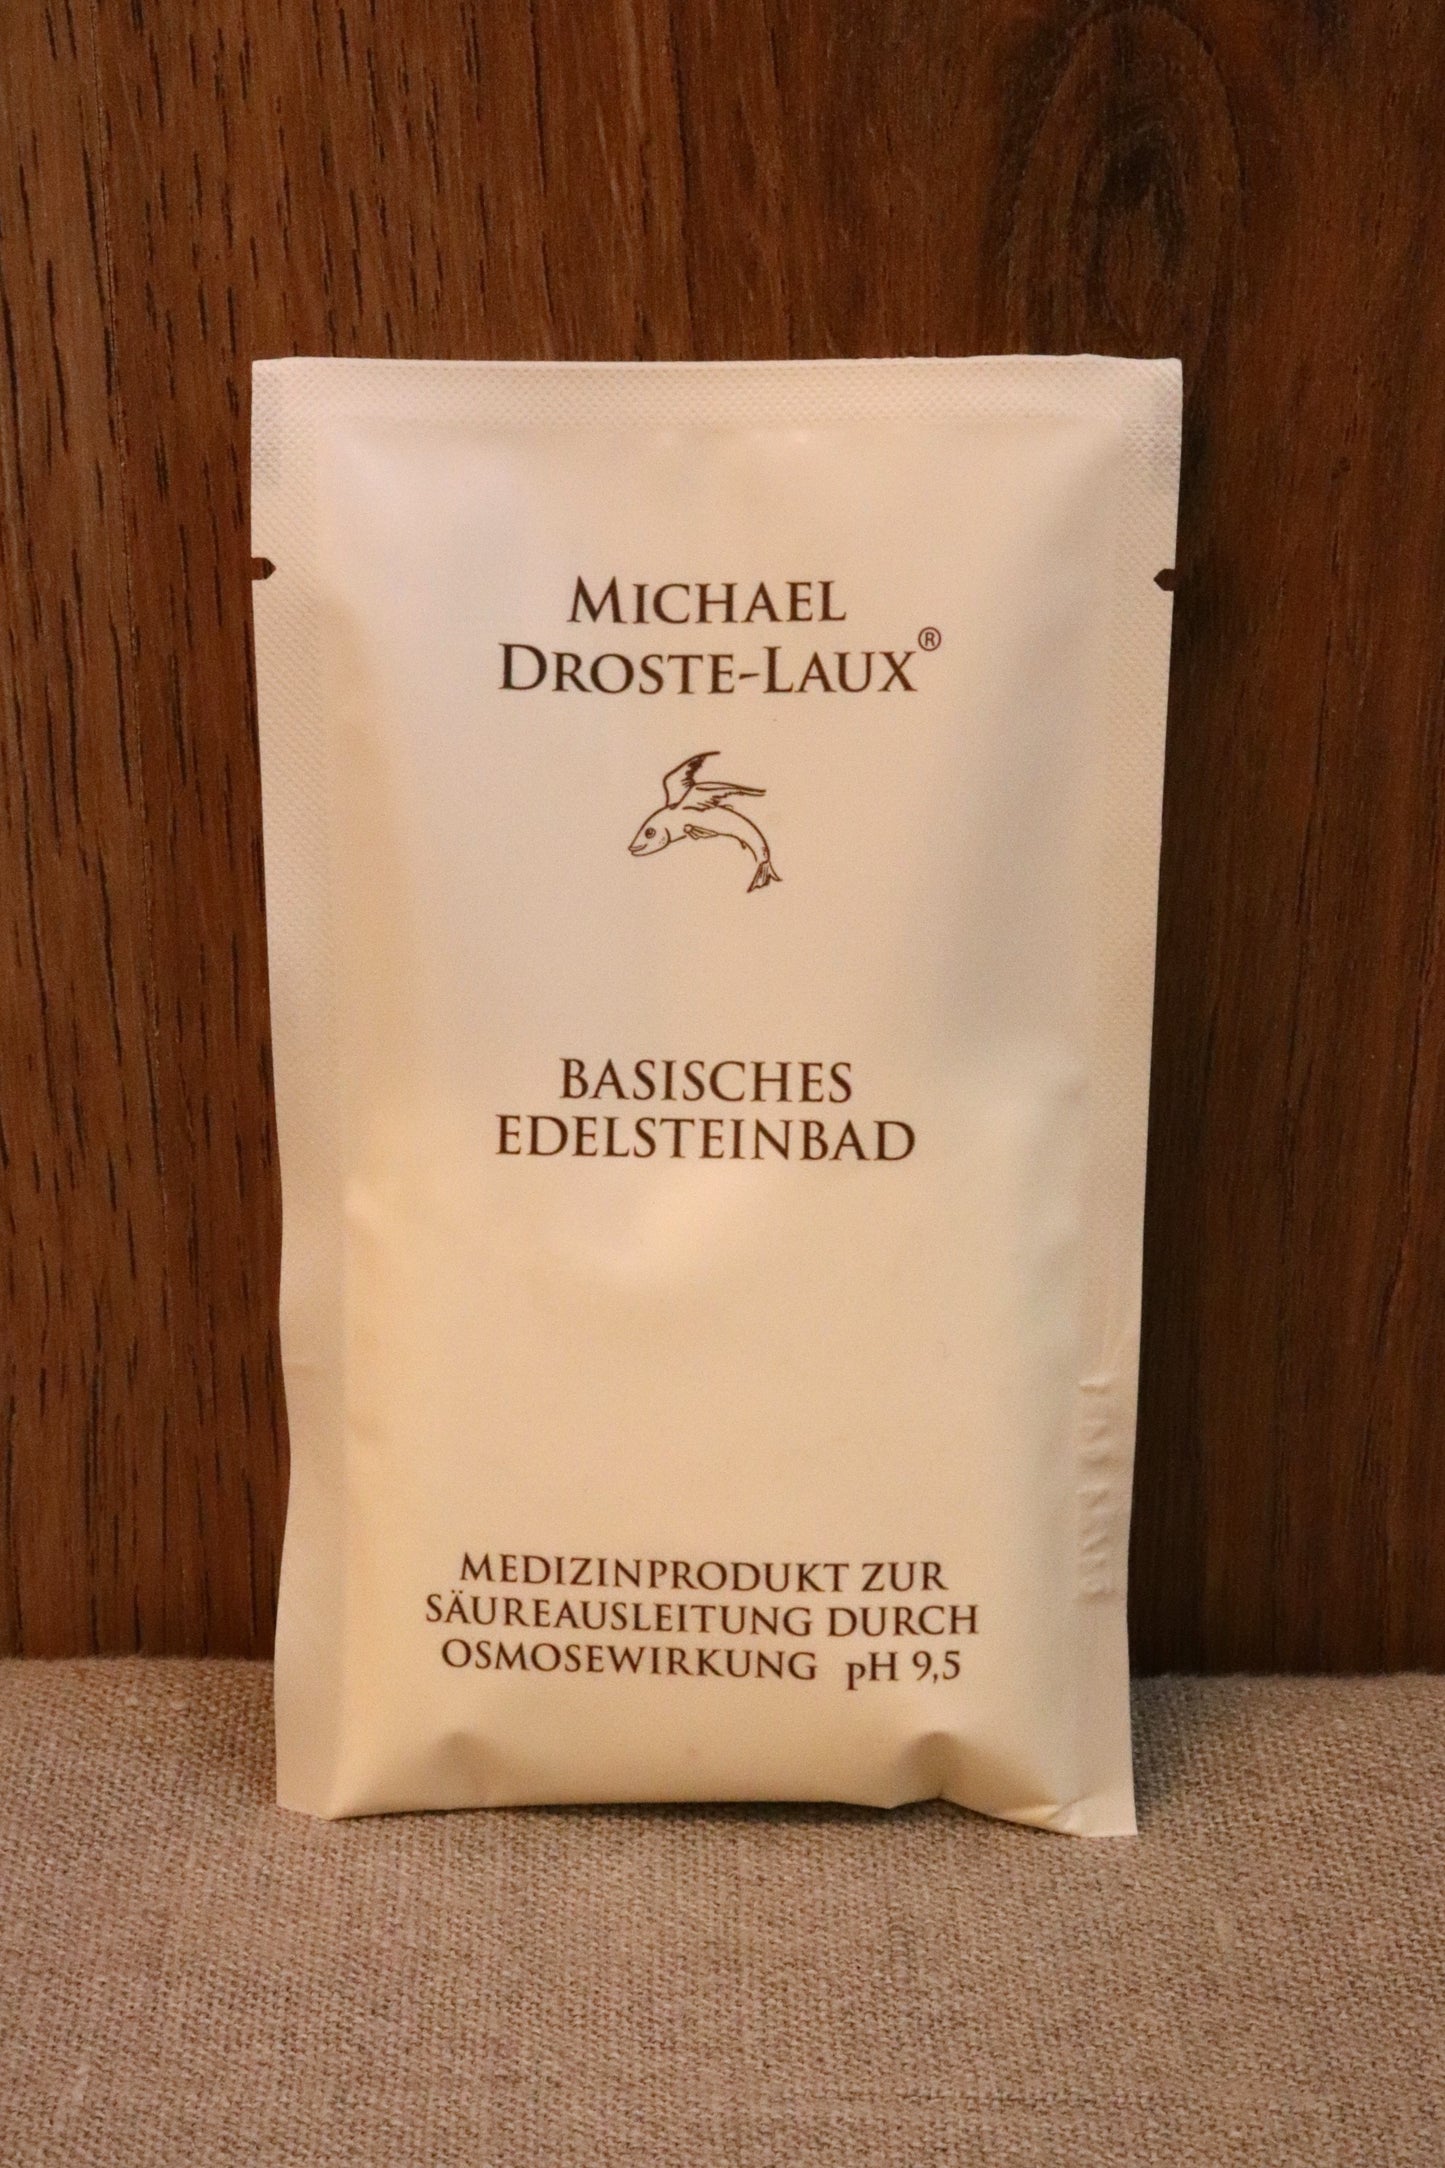 MICHAEL
DROSTE-LAUX®
BASISCHES
EDELSTEINBAD
MEDIZINPRODUKT ZUR
SÄUREAUSLEITUNG DURCH
OSMOSEWIRKUNG pH 9,5